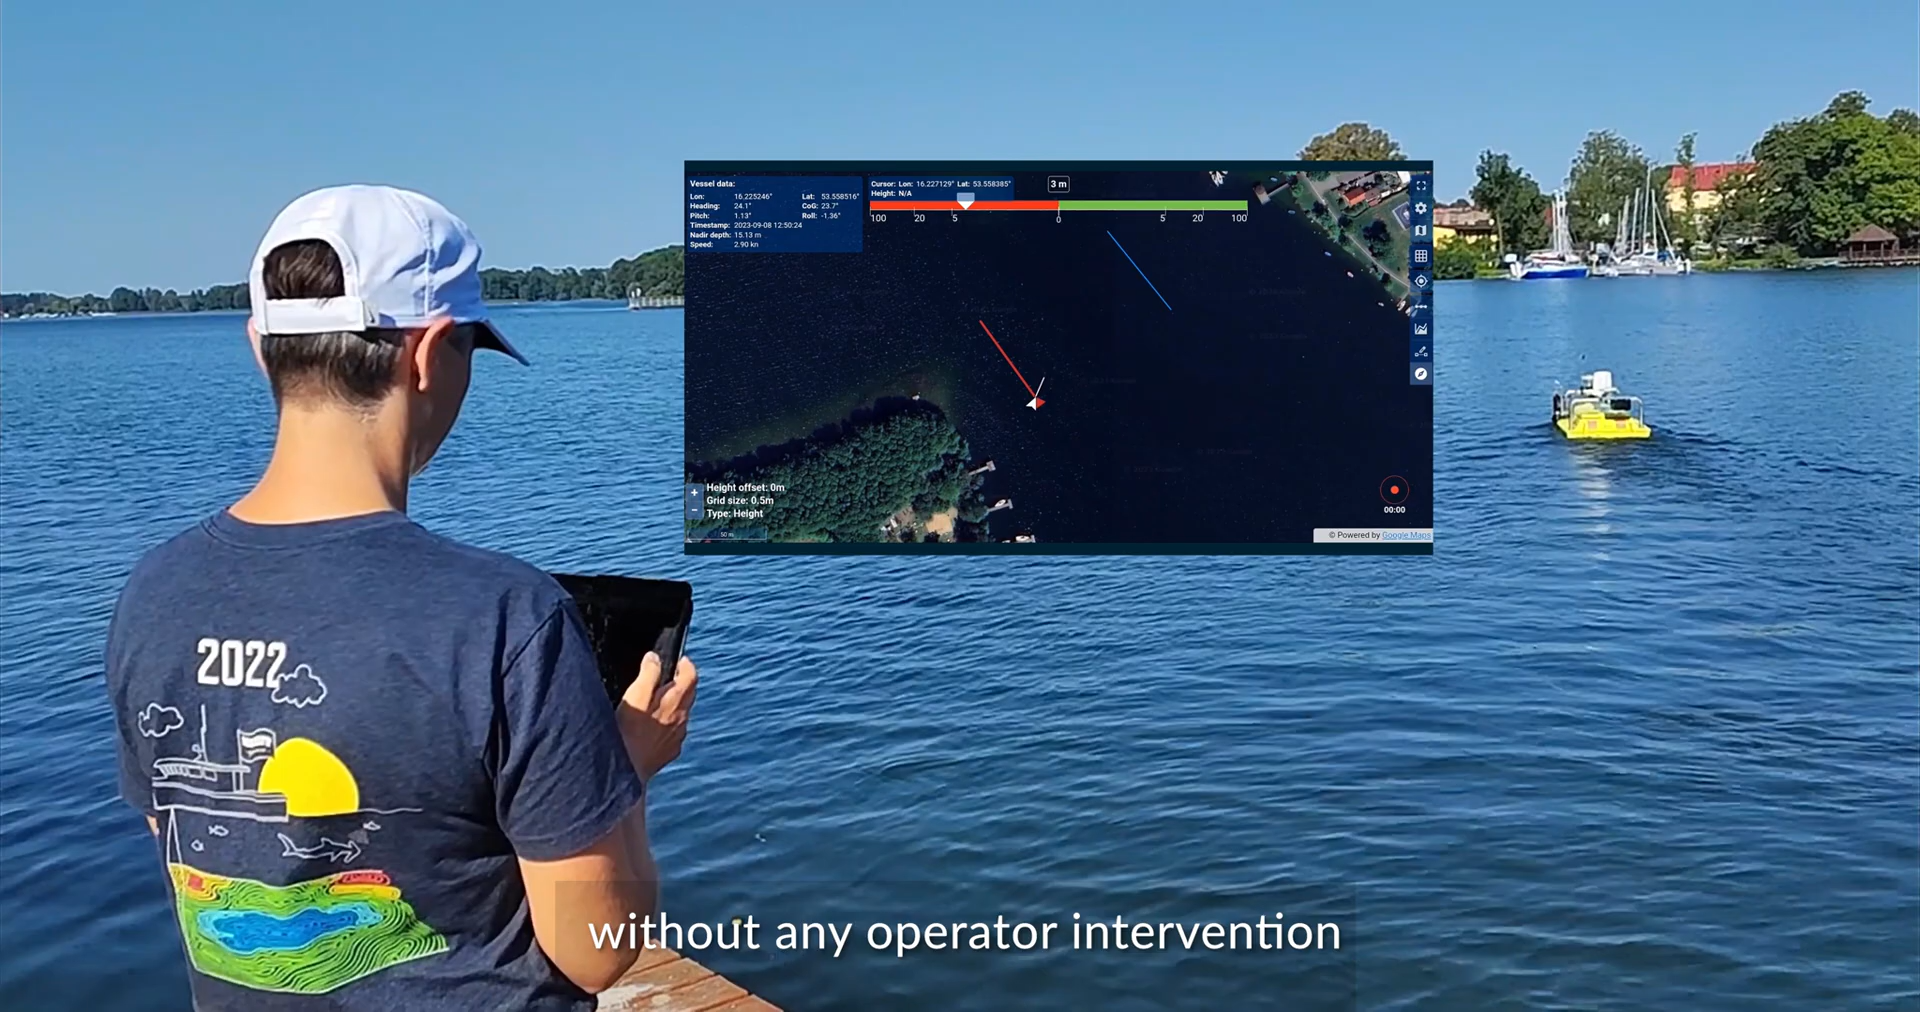 Vessel data:
Lon: 16.225246° Lat: 53.558516°
Heading: 24.1° CoG: 23.7°
Pitch: 1.13° Roll: -1.36°
Timestamp: 2023-09-08 12:50:24
Nadir depth: 15.13 m
Speed: 2.90 kn
Cursor: Lon: 16.227129° Lat: 53.558385°
Height: N/A
3 m
100 20 5 0 5 20 100
+ Height offset: 0m
Grid size: 0.5m
− Type: Height
50 m
00:00
© Powered by Google Maps
2022
without any operator intervention